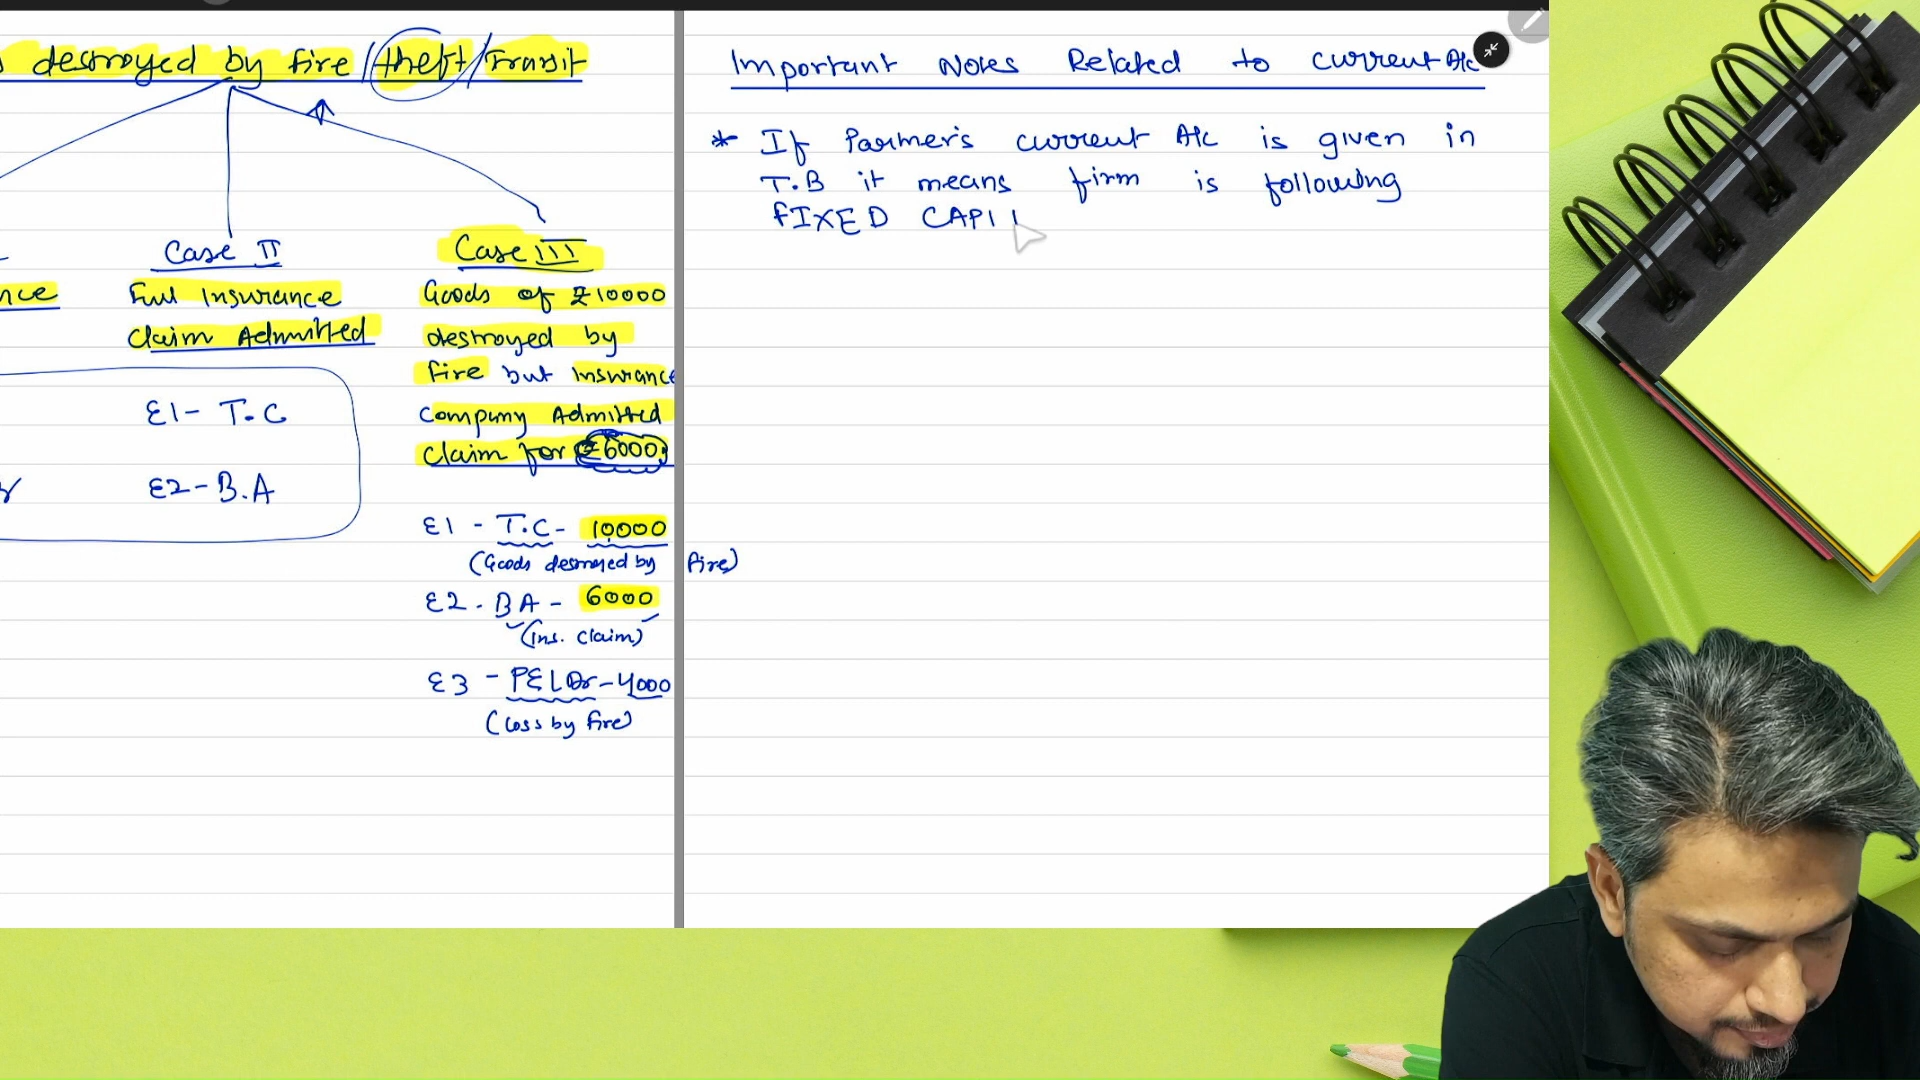 destroyed by fire / theft / Transit
Case II
Full Insurance
Claim Admitted
E1 - T.C
E2 - B.A
Case III
Goods of ₹10000
destroyed by
fire but Insurance
Company Admitted
Claim for ₹6000.
E1 - T.C - 10000
(Goods destroyed by fire)
E2 - BA - 6000
(Ins. Claim)
E3 - P&L Dr - 4000
(Loss by fire)
Important Notes Related to current A/c
* If Partner's current A/c is given in
T.B it means firm is following
FIXED CAPI